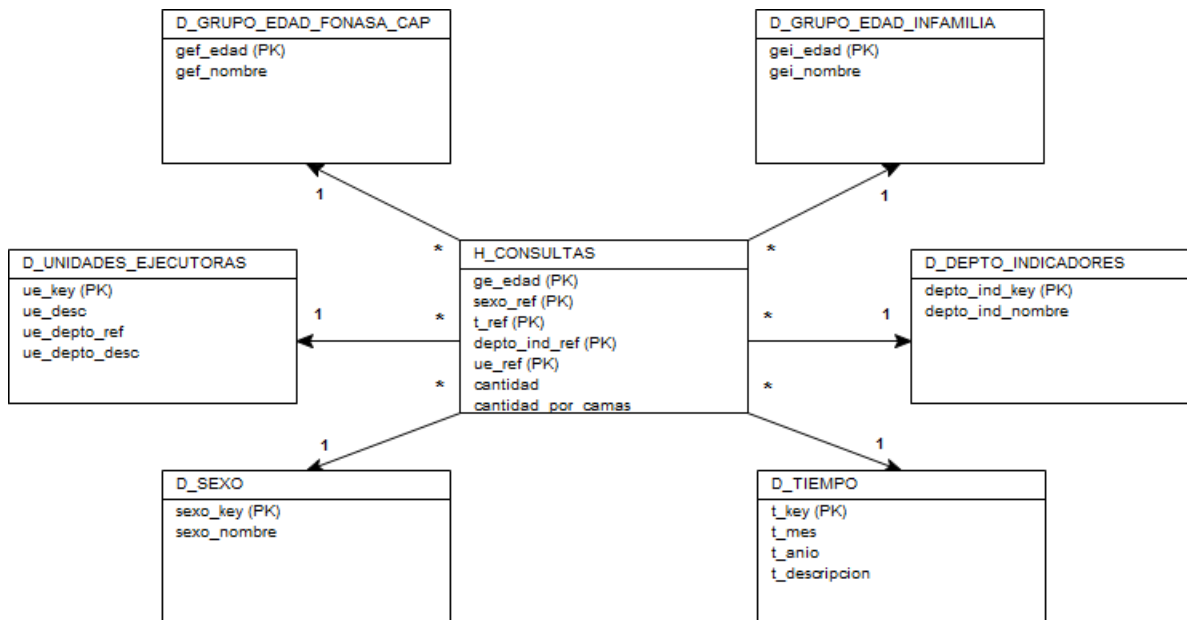 D_GRUPO_EDAD_FONASA_CAP
gef_edad (PK)
gef_nombre
D_GRUPO_EDAD_INFAMILIA
gei_edad (PK)
gei_nombre
1
1
*
*
D_UNIDADES_EJECUTORAS
ue_key (PK)
ue_desc
ue_depto_ref
ue_depto_desc
1
*
H_CONSULTAS
ge_edad (PK)
sexo_ref (PK)
t_ref (PK)
depto_ind_ref (PK)
ue_ref (PK)
cantidad
cantidad_por_camas
*
1
D_DEPTO_INDICADORES
depto_ind_key (PK)
depto_ind_nombre
*
*
1
1
D_SEXO
sexo_key (PK)
sexo_nombre
D_TIEMPO
t_key (PK)
t_mes
t_anio
t_descripcion